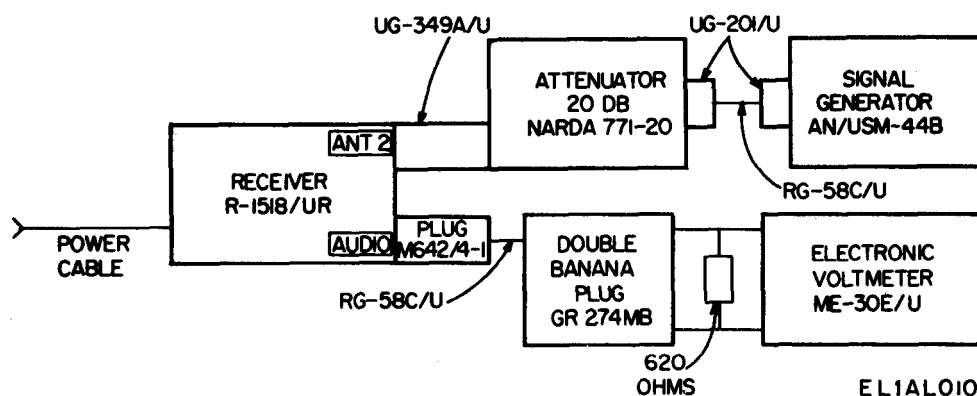 UG-349A/U
UG-201/U
ATTENUATOR
20 DB
NARDA 771-20
SIGNAL
GENERATOR
AN/USM-44B
ANT 2
RECEIVER
R-1518/UR
RG-58C/U
AUDIO
PLUG
M642/4-1
POWER
CABLE
RG-58C/U
DOUBLE
BANANA
PLUG
GR 274MB
ELECTRONIC
VOLTMETER
ME-30E/U
620
OHMS
EL1AL010